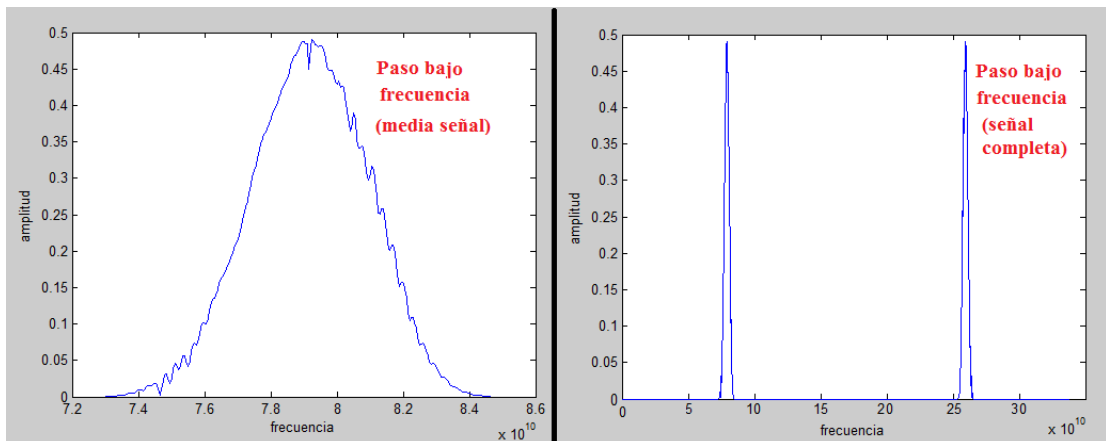 0.5
0.45
0.4
0.35
0.3
0.25
0.2
0.15
0.1
0.05
0
amplitud
Paso bajo
frecuencia
(media señal)
7.2
7.4
7.6
7.8
8
8.2
8.4
8.6
x 10^10
frecuencia
0.5
0.45
0.4
0.35
0.3
0.25
0.2
0.15
0.1
0.05
0
amplitud
Paso bajo
frecuencia
(señal
completa)
0
5
10
15
20
25
30
x 10^10
frecuencia